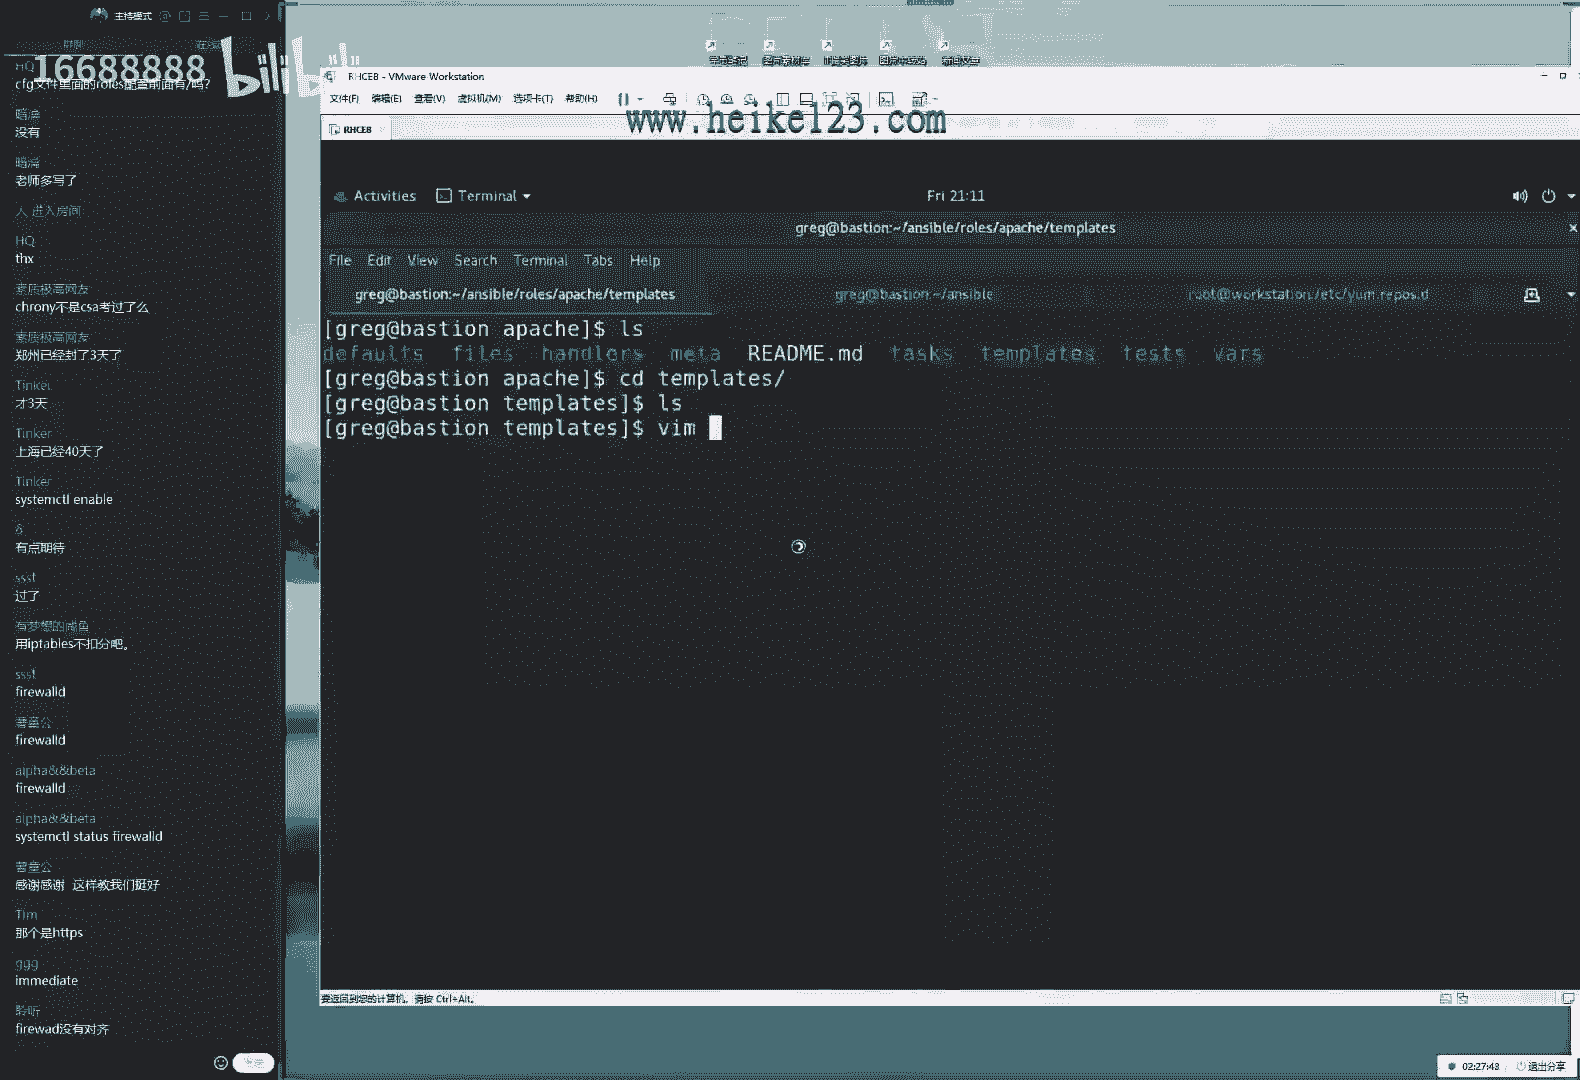 主持模式
16688888
bilibili
HQ
cfg文件里面的roles配置前面有/吗?
暗湧
没有
暗湧
老师多写了
人 进入房间
HQ
thx
素质极高网友
chrony不是csa考过了么
素质极高网友
郑州已经封了3天了
Tinker
才3天
Tinker
上海已经40天了
Tinker
systemctl enable
有点期待
ssst
过了
有梦想的咸鱼
用iptables不扣分吧。
ssst
firewalld
firewalld
alpha&&beta
firewalld
alpha&&beta
systemctl status firewalld
感谢感谢 这样教我们挺好
Tim
那个是https
ggg
immediate
聆听
firewad没有对齐
RHCEB - VMware Workstation
文件(F) 编辑(E) 查看(V) 虚拟机(M) 选项卡(T) 帮助(H)
www.heike123.com
RHCEB
Activities Terminal Fri 21:11
greg@bastion:~/ansible/roles/apache/templates
File Edit View Search Terminal Tabs Help
greg@bastion:~/ansible/roles/apache/templates greg@bastion:~/ansible root@workstation:/etc/yum.repos.d
[greg@bastion apache]$ ls
defaults files handlers meta README.md tasks templates tests vars
[greg@bastion apache]$ cd templates/
[greg@bastion templates]$ ls
[greg@bastion templates]$ vim
要返回到您的计算机，请按 Ctrl+Alt。
02:27:48 退出分享